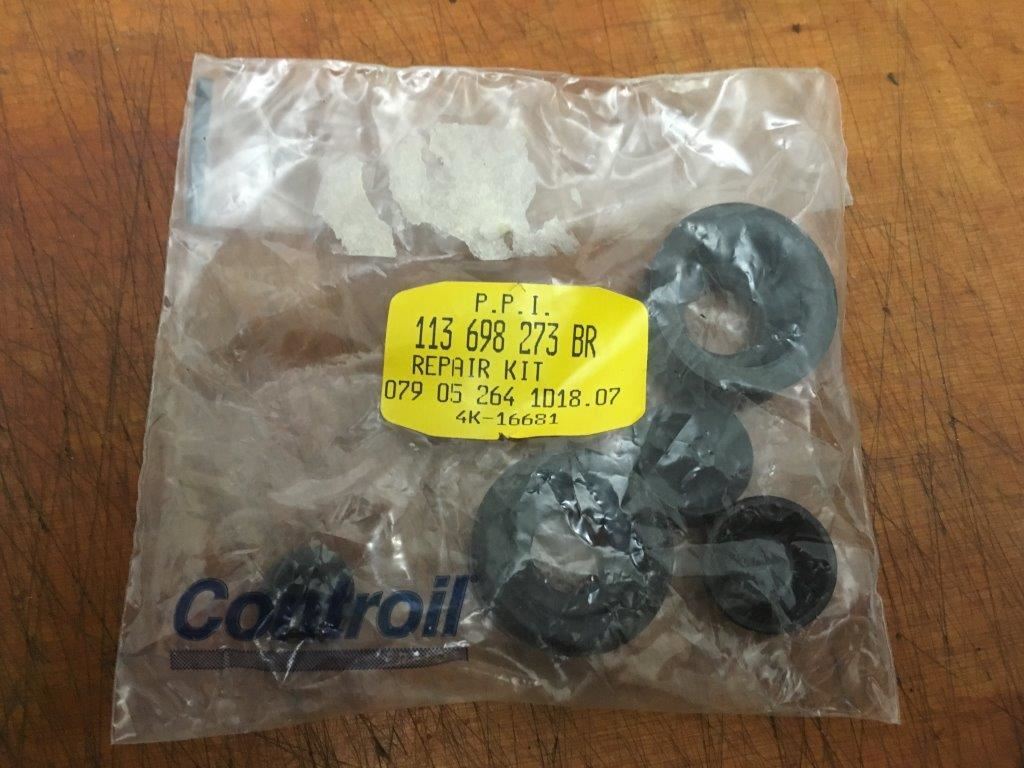 P.P.I.
113 698 273 BR
REPAIR KIT
079 05 264 1D18.07
4K-16681
Controil